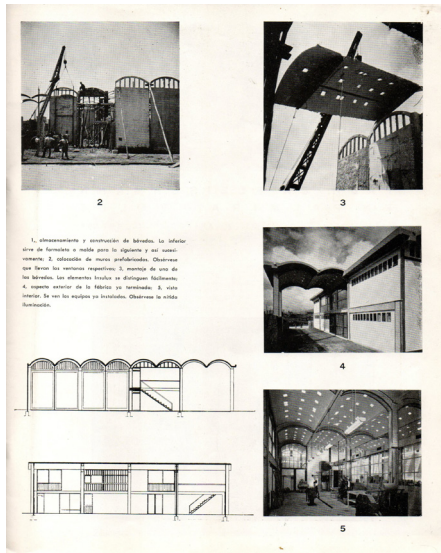 2
3
1, almacenamiento y construcción de bóvedas. La inferior
sirve de formaleta o molde para la siguiente y así sucesi-
vamente; 2, colocación de muros prefabricados. Obsérvese
que llevan las ventanas respectivas; 3, montaje de una de
las bóvedas. Los elementos Insulux se distinguen fácilmente;
4, aspecto exterior de la fábrica ya terminada; 5, vista
interior. Se ven los equipos ya instalados. Obsérvese la nítida
iluminación.
4
5